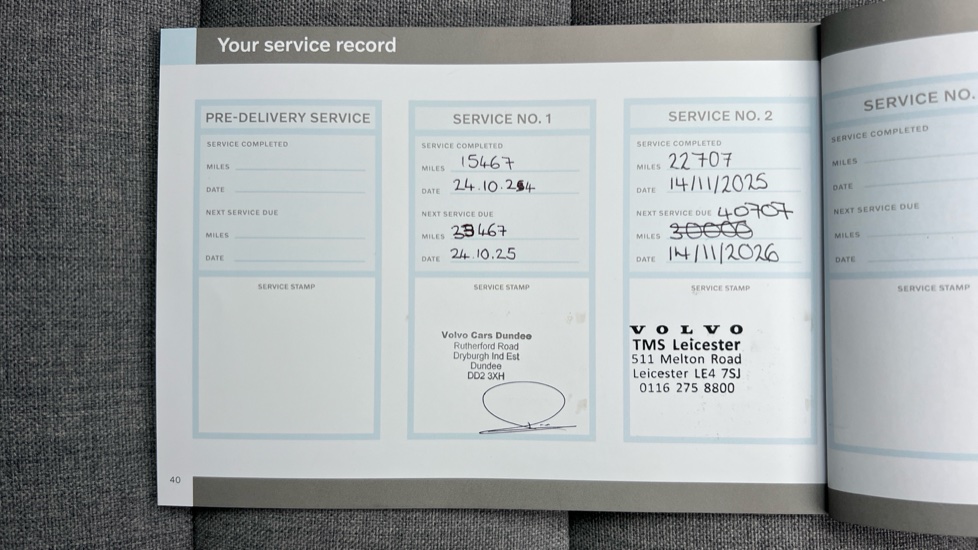 Your service record
PRE-DELIVERY SERVICE
SERVICE COMPLETED
MILES
DATE
NEXT SERVICE DUE
MILES
DATE
SERVICE STAMP
SERVICE NO. 1
SERVICE COMPLETED
MILES 15467
DATE 24.10.24
NEXT SERVICE DUE
MILES 33467
DATE 24.10.25
SERVICE STAMP
Volvo Cars Dundee
Rutherford Road
Dryburgh Ind Est
Dundee
DD2 3XH
SERVICE NO. 2
SERVICE COMPLETED
MILES 22707
DATE 14/11/2025
NEXT SERVICE DUE 40707
MILES 30000
DATE 14/11/2026
SERVICE STAMP
VOLVO
TMS Leicester
511 Melton Road
Leicester LE4 7SJ
0116 275 8800
SERVICE NO.
SERVICE COMPLETED
MILES
DATE
NEXT SERVICE DUE
MILES
DATE
SERVICE STAMP
40